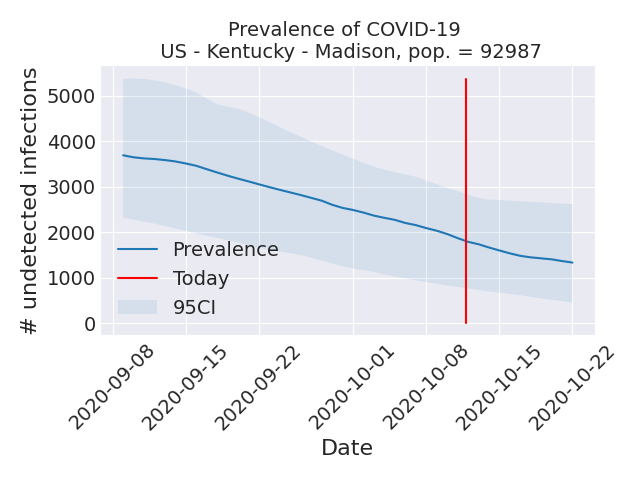 Prevalence of COVID-19
US - Kentucky - Madison, pop. = 92987
# undetected infections
5000
4000
3000
2000
1000
0
Prevalence
Today
95CI
2020-09-08
2020-09-15
2020-09-22
2020-10-01
2020-10-08
2020-10-15
2020-10-22
Date